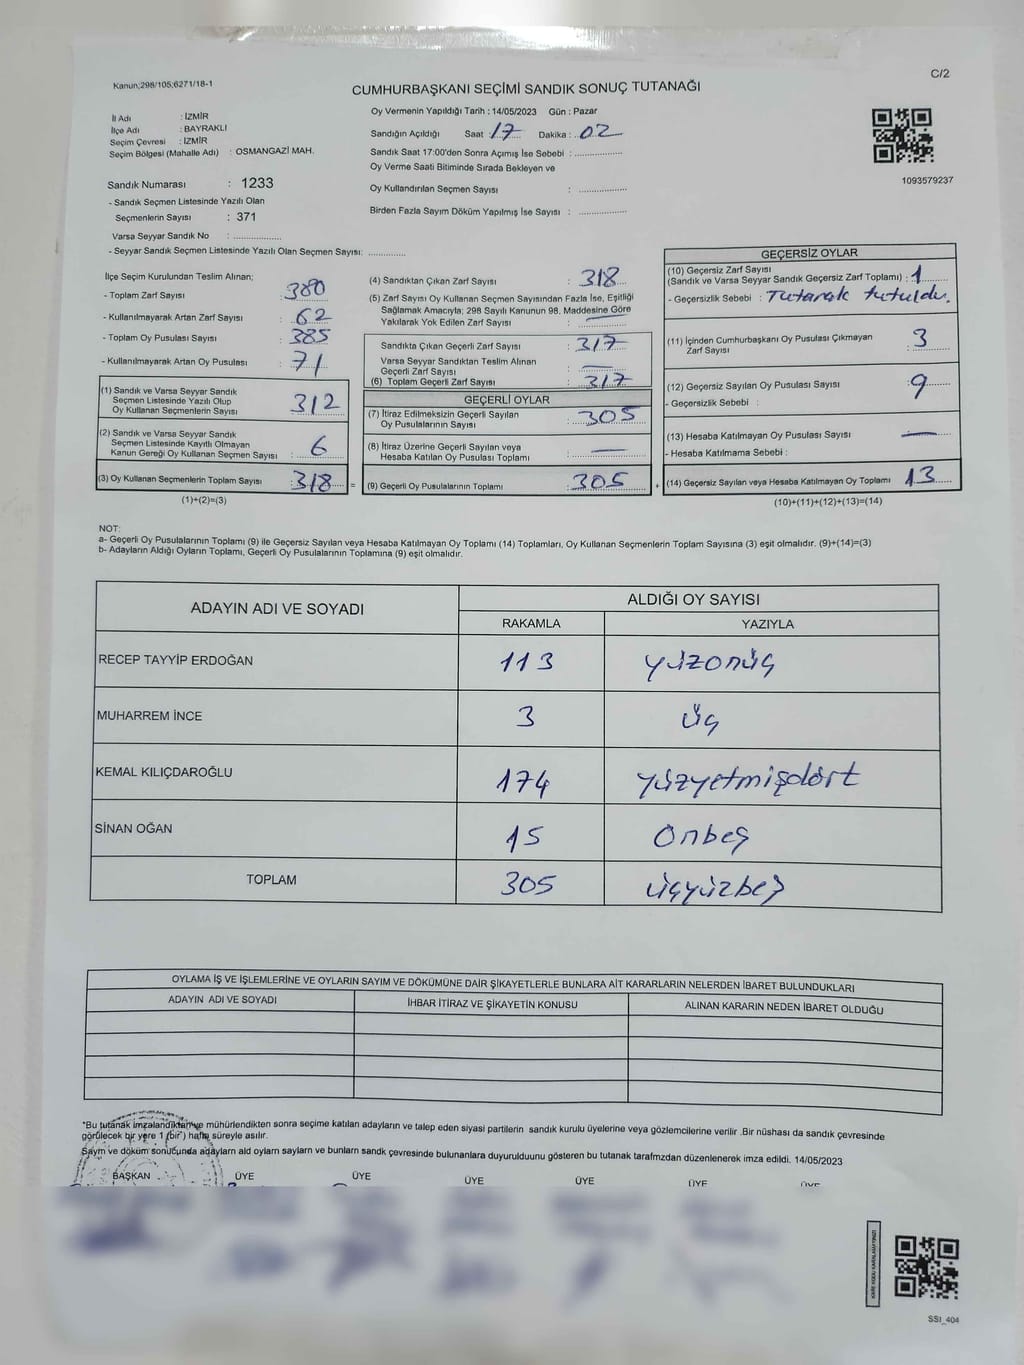 C/2
Kanun;298/105;6271/18-1
CUMHURBAŞKANI SEÇİMİ SANDIK SONUÇ TUTANAĞI
İl Adı : İZMİR
İlçe Adı : BAYRAKLI
Seçim Çevresi : İZMİR
Seçim Bölgesi (Mahalle Adı) : OSMANGAZİ MAH.
Sandık Numarası : 1233
- Sandık Seçmen Listesinde Yazılı Olan
Seçmenlerin Sayısı : 371
Varsa Seyyar Sandık No : ................
- Seyyar Sandık Seçmen Listesinde Yazılı Olan Seçmen Sayısı: ............
Oy Vermenin Yapıldığı Tarih : 14/05/2023 Gün : Pazar
Sandığın Açıldığı Saat : 17 Dakika : 02
Sandık Saat 17:00'den Sonra Açımış İse Sebebi : ................
Oy Verme Saati Bitiminde Sırada Bekleyen ve
Oy Kullandırılan Seçmen Sayısı : ................
Birden Fazla Sayım Döküm Yapılmış İse Sayısı : ................
1093579237
İlçe Seçim Kurulundan Teslim Alınan;
- Toplam Zarf Sayısı : 380
- Kullanılmayarak Artan Zarf Sayısı : 62
- Toplam Oy Pusulası Sayısı : 385
- Kullanılmayarak Artan Oy Pusulası : 71
(1) Sandık ve Varsa Seyyar Sandık
Seçmen Listesinde Yazılı Olup
Oy Kullanan Seçmenlerin Sayısı : 312
(2) Sandık ve Varsa Seyyar Sandık
Seçmen Listesinde Kayıtlı Olmayan
Kanun Gereği Oy Kullanan Seçmen Sayısı : 6
(3) Oy Kullanan Seçmenlerin Toplam Sayısı : 318 =
(1)+(2)=(3)
(4) Sandıktan Çıkan Zarf Sayısı : 318
(5) Zarf Sayısı Oy Kullanan Seçmen Sayısından Fazla İse, Eşitliği
Sağlamak Amacıyla; 298 Sayılı Kanunun 98. Maddesine Göre
Yakılarak Yok Edilen Zarf Sayısı : —
Sandıkta Çıkan Geçerli Zarf Sayısı : 317
Varsa Seyyar Sandıktan Teslim Alınan
Geçerli Zarf Sayısı : —
(6) Toplam Geçerli Zarf Sayısı : 317
GEÇERLİ OYLAR
(7) İtiraz Edilmeksizin Geçerli Sayılan
Oy Pusulalarının Sayısı : 305
(8) İtiraz Üzerine Geçerli Sayılan veya
Hesaba Katılan Oy Pusulası Toplamı : —
(9) Geçerli Oy Pusulalarının Toplamı : 305 +
GEÇERSİZ OYLAR
(10) Geçersiz Zarf Sayısı
(Sandık ve Varsa Seyyar Sandık Geçersiz Zarf Toplamı) : 1
- Geçersizlik Sebebi : Tutanak tutuldu.
(11) İçinden Cumhurbaşkanı Oy Pusulası Çıkmayan
Zarf Sayısı : 3
(12) Geçersiz Sayılan Oy Pusulası Sayısı : 9
- Geçersizlik Sebebi :
(13) Hesaba Katılmayan Oy Pusulası Sayısı : —
- Hesaba Katılmama Sebebi :
(14) Geçersiz Sayılan veya Hesaba Katılmayan Oy Toplamı : 13
(10)+(11)+(12)+(13)=(14)
NOT:
a- Geçerli Oy Pusulalarının Toplamı (9) ile Geçersiz Sayılan veya Hesaba Katılmayan Oy Toplamı (14) Toplamları, Oy Kullanan Seçmenlerin Toplam Sayısına (3) eşit olmalıdır. (9)+(14)=(3)
b- Adayların Aldığı Oyların Toplamı, Geçerli Oy Pusulalarının Toplamına (9) eşit olmalıdır.
ADAYIN ADI VE SOYADI ALDIĞI OY SAYISI
RAKAMLA YAZIYLA
RECEP TAYYİP ERDOĞAN 113 yüzonüç
MUHARREM İNCE 3 üç
KEMAL KILIÇDAROĞLU 174 yüzyetmişdört
SİNAN OĞAN 15 Onbeş
TOPLAM 305 üçyüzbeş
OYLAMA İŞ VE İŞLEMLERİNE VE OYLARIN SAYIM VE DÖKÜMÜNE DAİR ŞİKAYETLERLE BUNLARA AİT KARARLARIN NELERDEN İBARET BULUNDUKLARI
ADAYIN ADI VE SOYADI İHBAR İTİRAZ VE ŞİKAYETİN KONUSU ALINAN KARARIN NEDEN İBARET OLDUĞU
*Bu tutanak imzalandıktan ve mühürlendikten sonra seçime katılan adayların ve talep eden siyasi partilerin sandık kurulu üyelerine veya gözlemcilerine verilir .Bir nüshası da sandık çevresinde
görülecek bir yere 1 (bir ) hafta süreyle asılır.
Sayım ve döküm sonucunda adayların ald oyların sayları ve bunların sandk çevresinde bulunanlara duyurulduunu gösteren bu tutanak tarafmzdan düzenlenerek imza edildi. 14/05/2023
BAŞKAN ÜYE ÜYE ÜYE ÜYE ÜYE ÜYE
SSİ_404